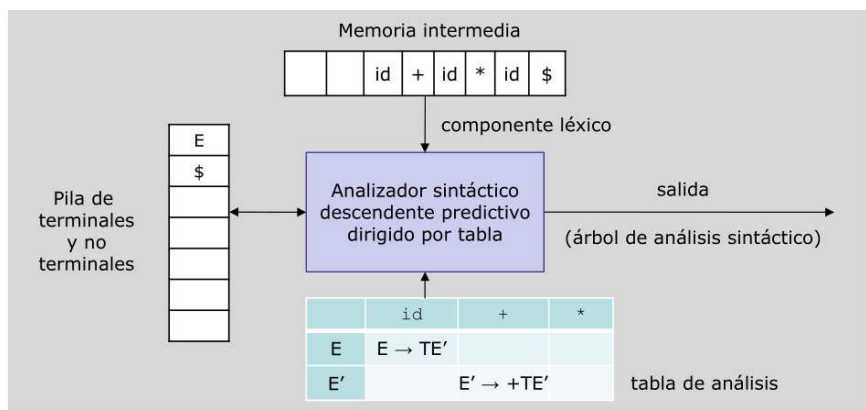 Memoria intermedia
id + id * id $
componente léxico
E
$
Pila de
terminales
y no
terminales
Analizador sintáctico
descendente predictivo
dirigido por tabla
salida
(árbol de análisis sintáctico)
id + *
E E → TE′
E′ E′ → +TE′
tabla de análisis